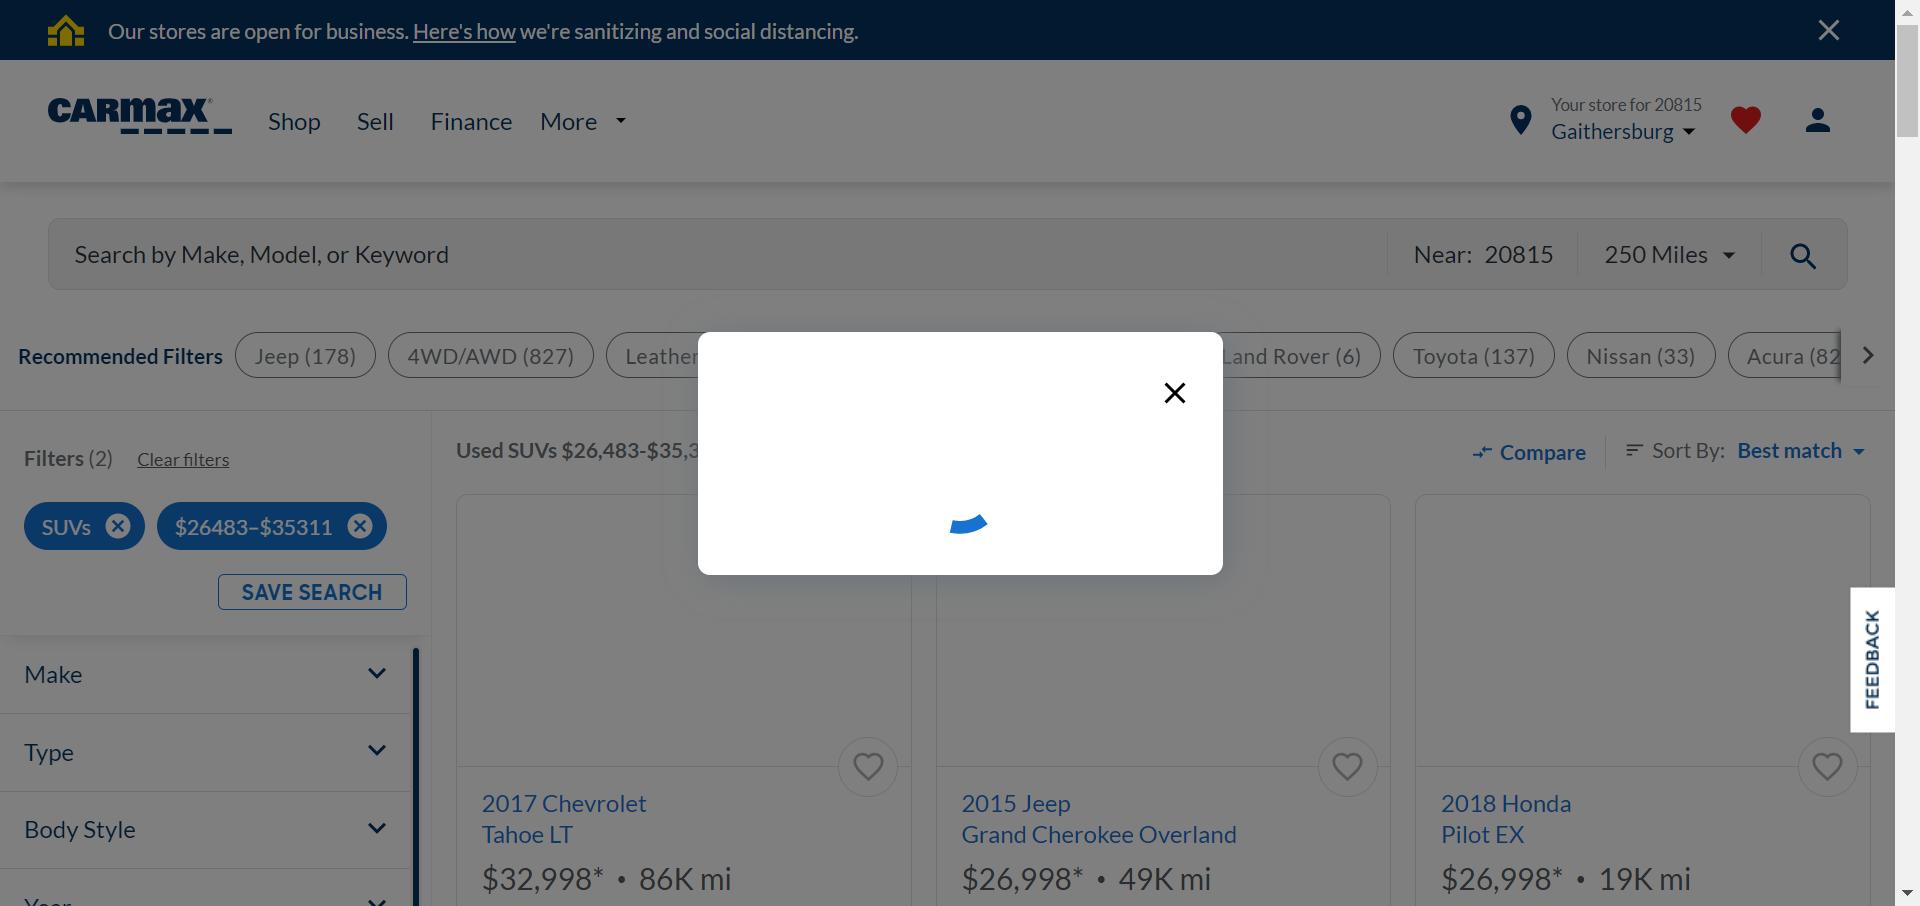 Our stores are open for business. Here's how we're sanitizing and social distancing.
CARMAX
Shop
Sell
Finance
More
Your store for 20815
Gaithersburg
Search by Make, Model, or Keyword
Near: 20815
250 Miles
Recommended Filters
Jeep (178)
4WD/AWD (827)
Leather
Land Rover (6)
Toyota (137)
Nissan (33)
Acura (82
Filters (2)
Clear filters
Used SUVs $26,483-$35,3
Compare
Sort By: Best match
SUVs
$26483–$35311
SAVE SEARCH
FEEDBACK
Make
Type
Body Style
Year
2017 Chevrolet
Tahoe LT
$32,998* • 86K mi
2015 Jeep
Grand Cherokee Overland
$26,998* • 49K mi
2018 Honda
Pilot EX
$26,998* • 19K mi